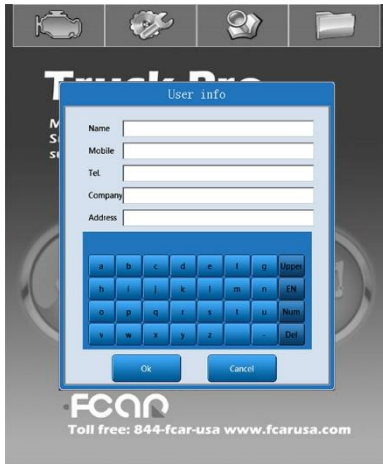 Truck Pro
User info
Name
Mobile
Tel.
Company
Address
a b c d e f g Upper
h i j k l m n EN
o p q r s t u Num
v w x y z - Del
Ok Cancel
FCAR
Toll free: 844-fcar-usa www.fcarusa.com